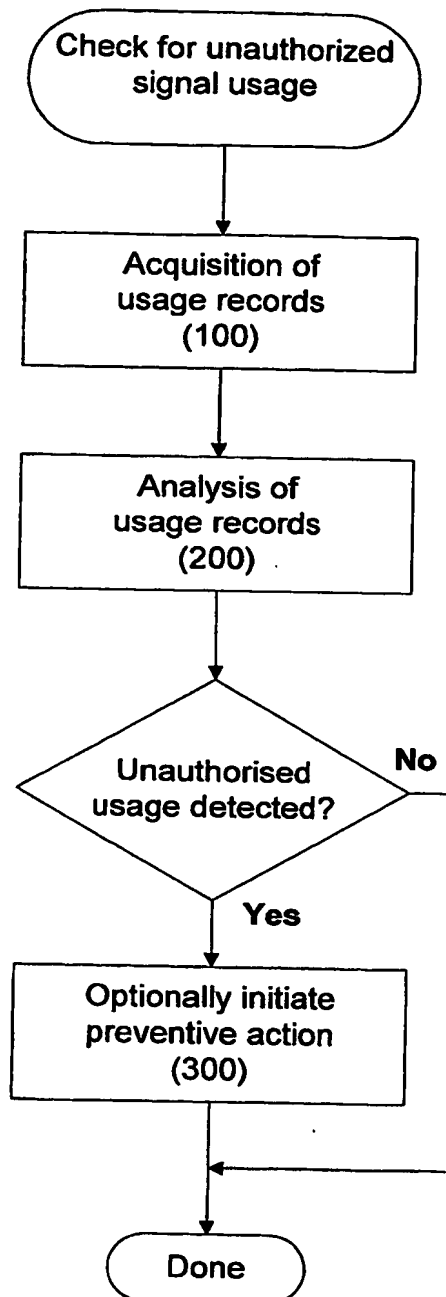 Check for unauthorized
signal usage
Acquisition of
usage records
(100)
Analysis of
usage records
(200)
Unauthorised
usage detected?
No
Yes
Optionally initiate
preventive action
(300)
Done